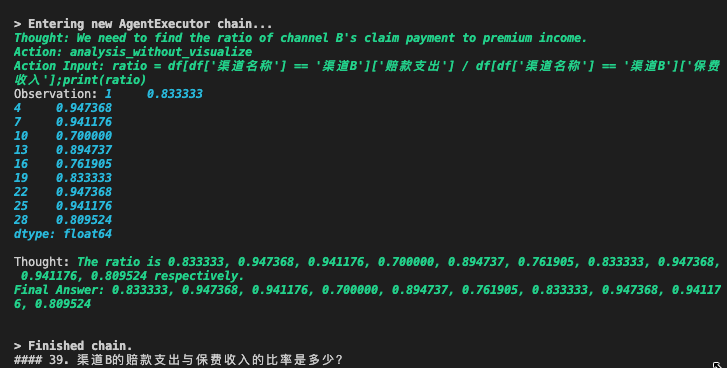 > Entering new AgentExecutor chain...
Thought: We need to find the ratio of channel B's claim payment to premium income.
Action: analysis_without_visualize
Action Input: ratio = df[df['渠道名称'] == '渠道B']['赔款支出'] / df[df['渠道名称'] == '渠道B']['保费
收入'];print(ratio)
Observation: 1     0.833333
4     0.947368
7     0.941176
10    0.700000
13    0.894737
16    0.761905
19    0.833333
22    0.947368
25    0.941176
28    0.809524
dtype: float64
Thought: The ratio is 0.833333, 0.947368, 0.941176, 0.700000, 0.894737, 0.761905, 0.833333, 0.947368,
0.941176, 0.809524 respectively.
Final Answer: 0.833333, 0.947368, 0.941176, 0.700000, 0.894737, 0.761905, 0.833333, 0.947368, 0.94117
6, 0.809524
> Finished chain.
#### 39. 渠道B的赔款支出与保费收入的比率是多少?